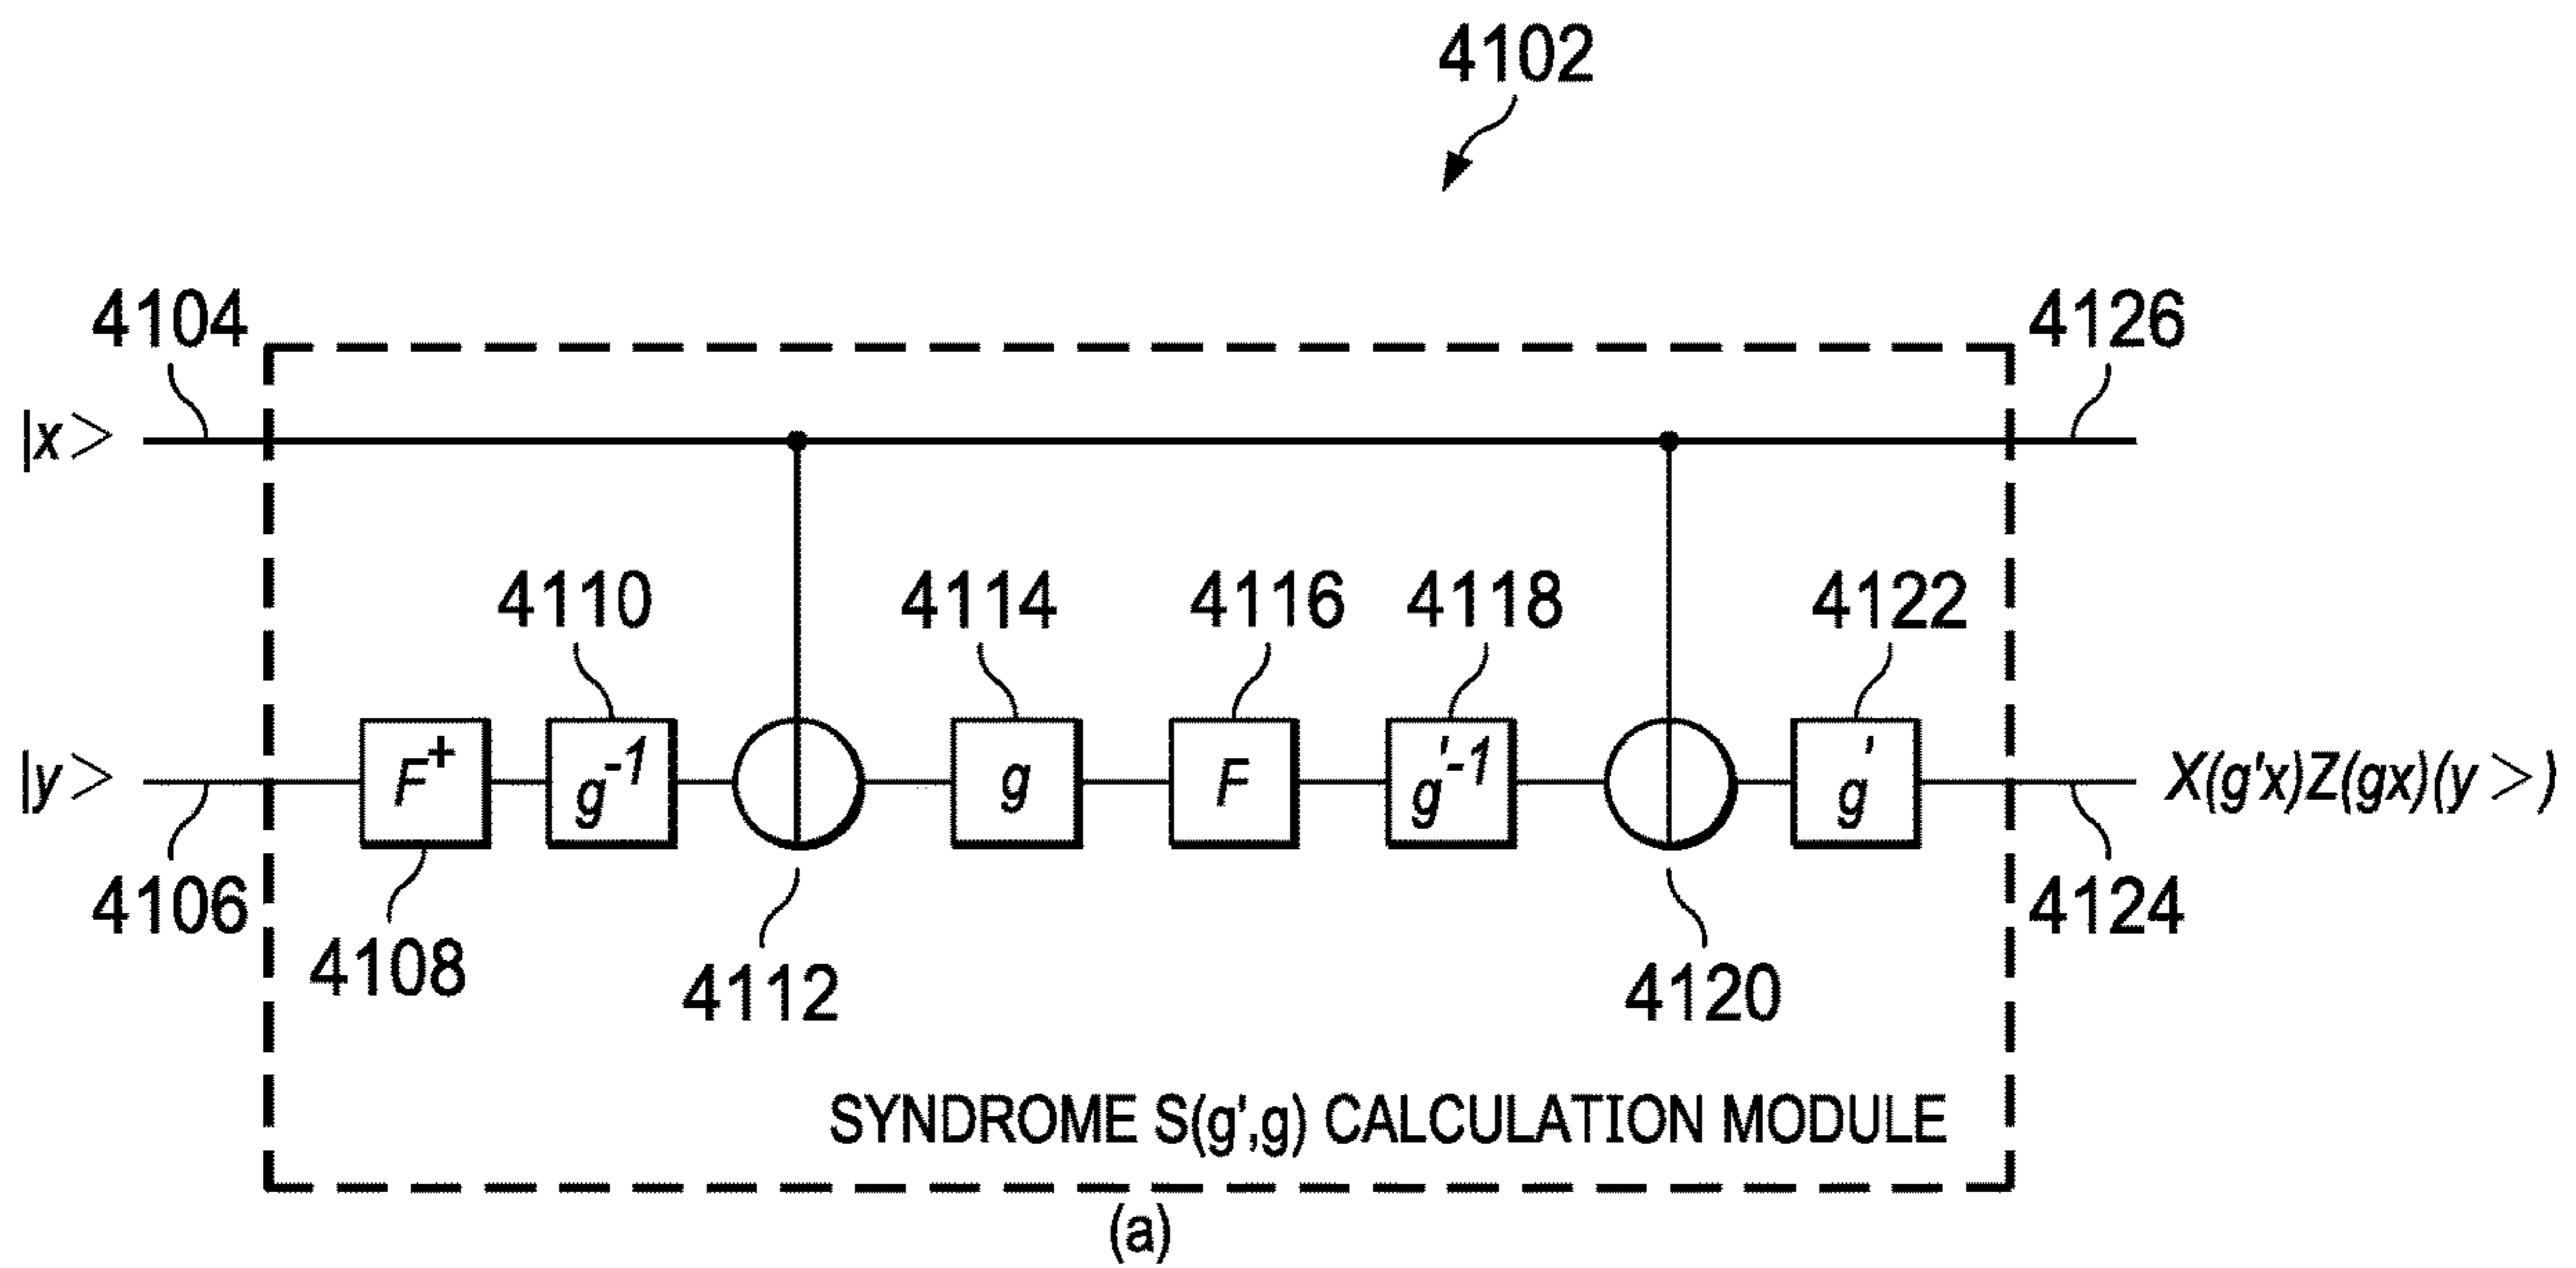 4102
4104
4126
|x>
4110
4114
4116
4118
4122
|y>
F+
g-1
g
F
g'-1
g'
X(g'x)Z(gx)(y>)
4106
4108
4112
4120
4124
SYNDROME S(g',g) CALCULATION MODULE
(a)